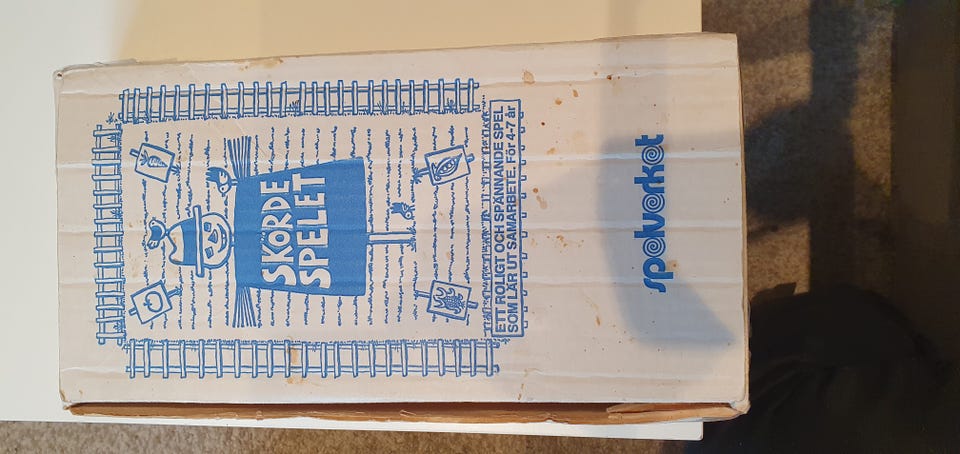 SKÖRDE
SPELET
ETT ROLIGT OCH SPÄNNANDE SPEL
SOM LÄR UT SAMARBETE. För 4-7 år
spelverket